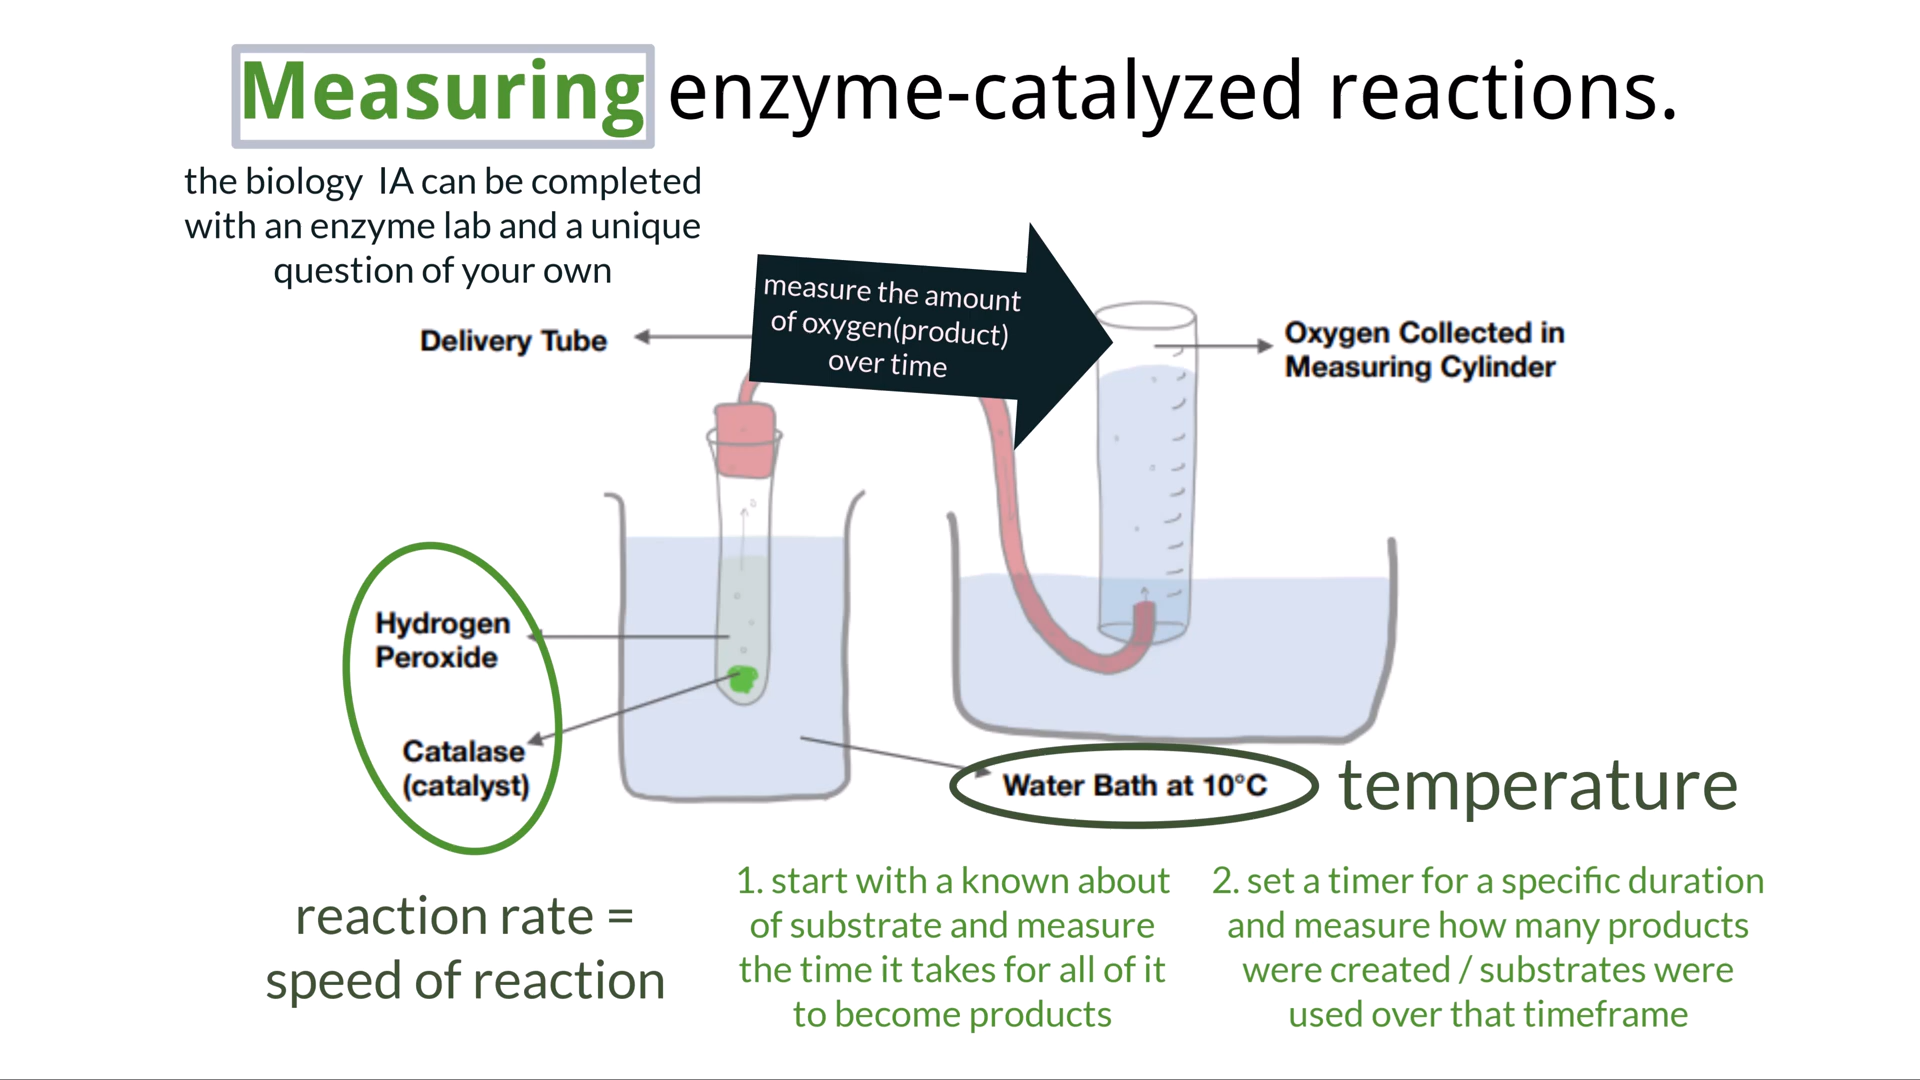 Measuring enzyme-catalyzed reactions.
the biology IA can be completed
with an enzyme lab and a unique
question of your own
measure the amount
of oxygen(product)
over time
Delivery Tube
Oxygen Collected in
Measuring Cylinder
Hydrogen
Peroxide
Catalase
(catalyst)
Water Bath at 10°C
temperature
reaction rate =
speed of reaction
1. start with a known about
of substrate and measure
the time it takes for all of it
to become products
2. set a timer for a specific duration
and measure how many products
were created / substrates were
used over that timeframe